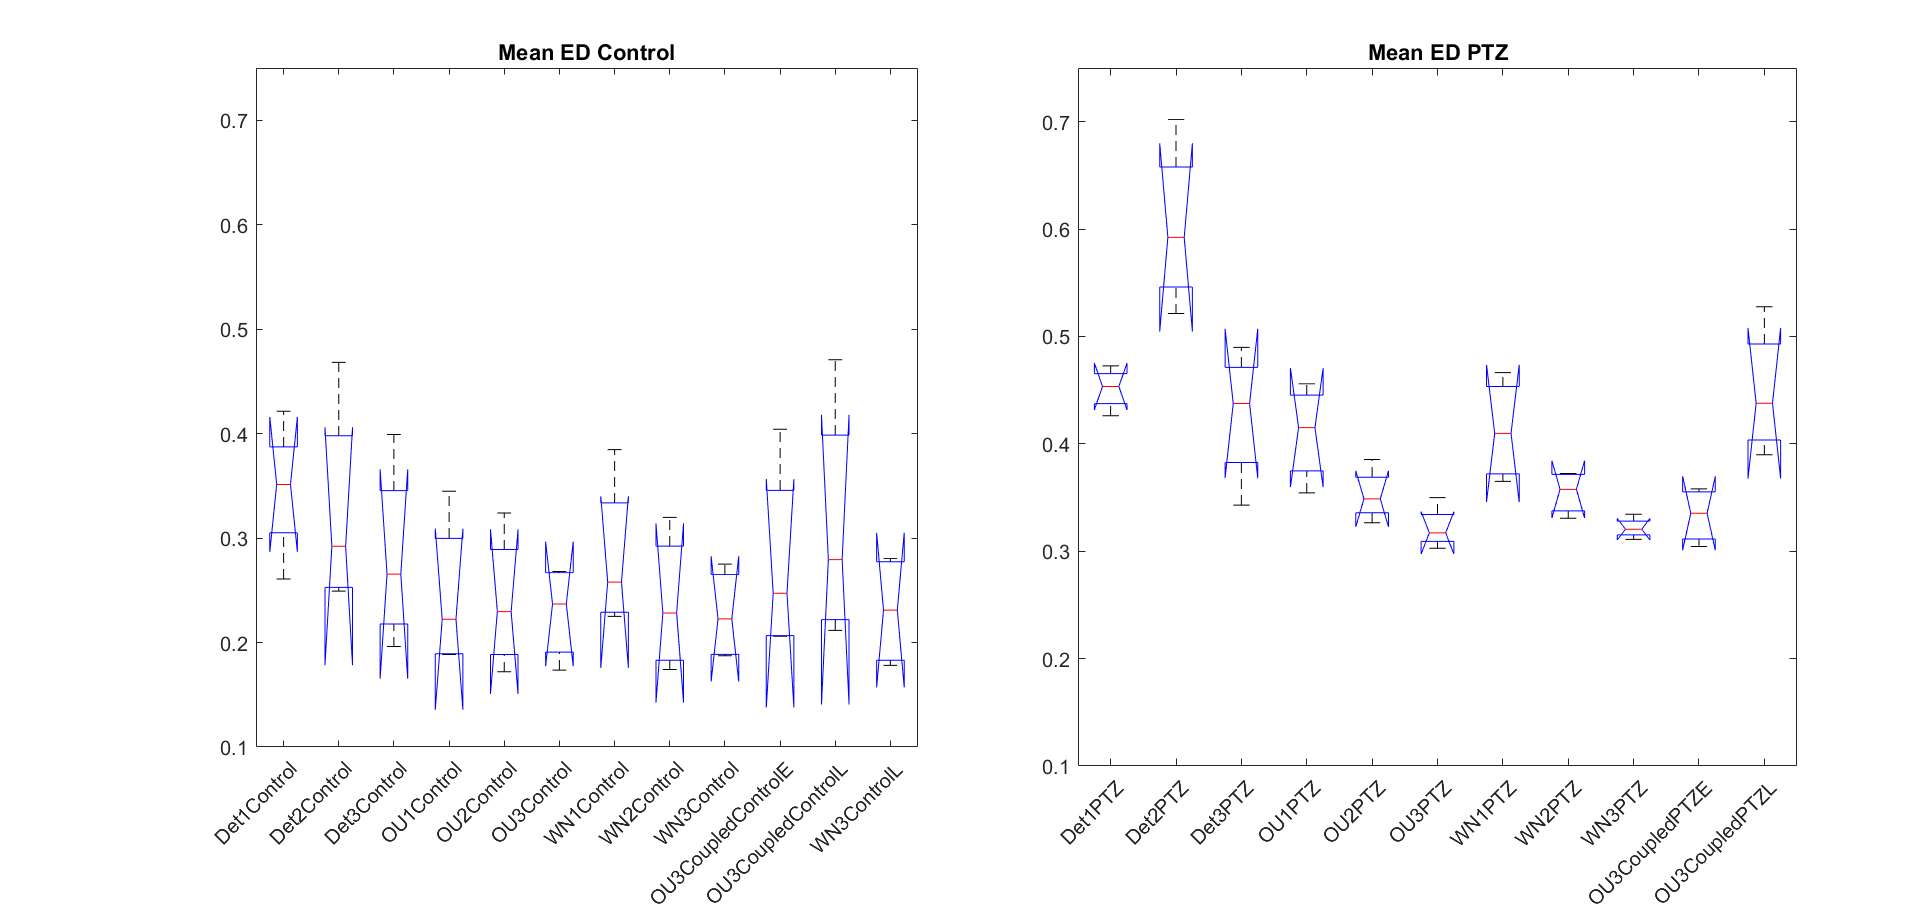 Mean ED Control
0.7
0.6
0.5
0.4
0.3
0.2
0.1
Det1Control
Det2Control
Det3Control
OU1Control
OU2Control
OU3Control
WN1Control
WN2Control
WN3Control
OU3CoupledControlE
OU3CoupledControlL
WN3ControlL
Mean ED PTZ
0.7
0.6
0.5
0.4
0.3
0.2
0.1
Det1PTZ
Det2PTZ
Det3PTZ
OU1PTZ
OU2PTZ
OU3PTZ
WN1PTZ
WN2PTZ
WN3PTZ
OU3CoupledPTZE
OU3CoupledPTZL